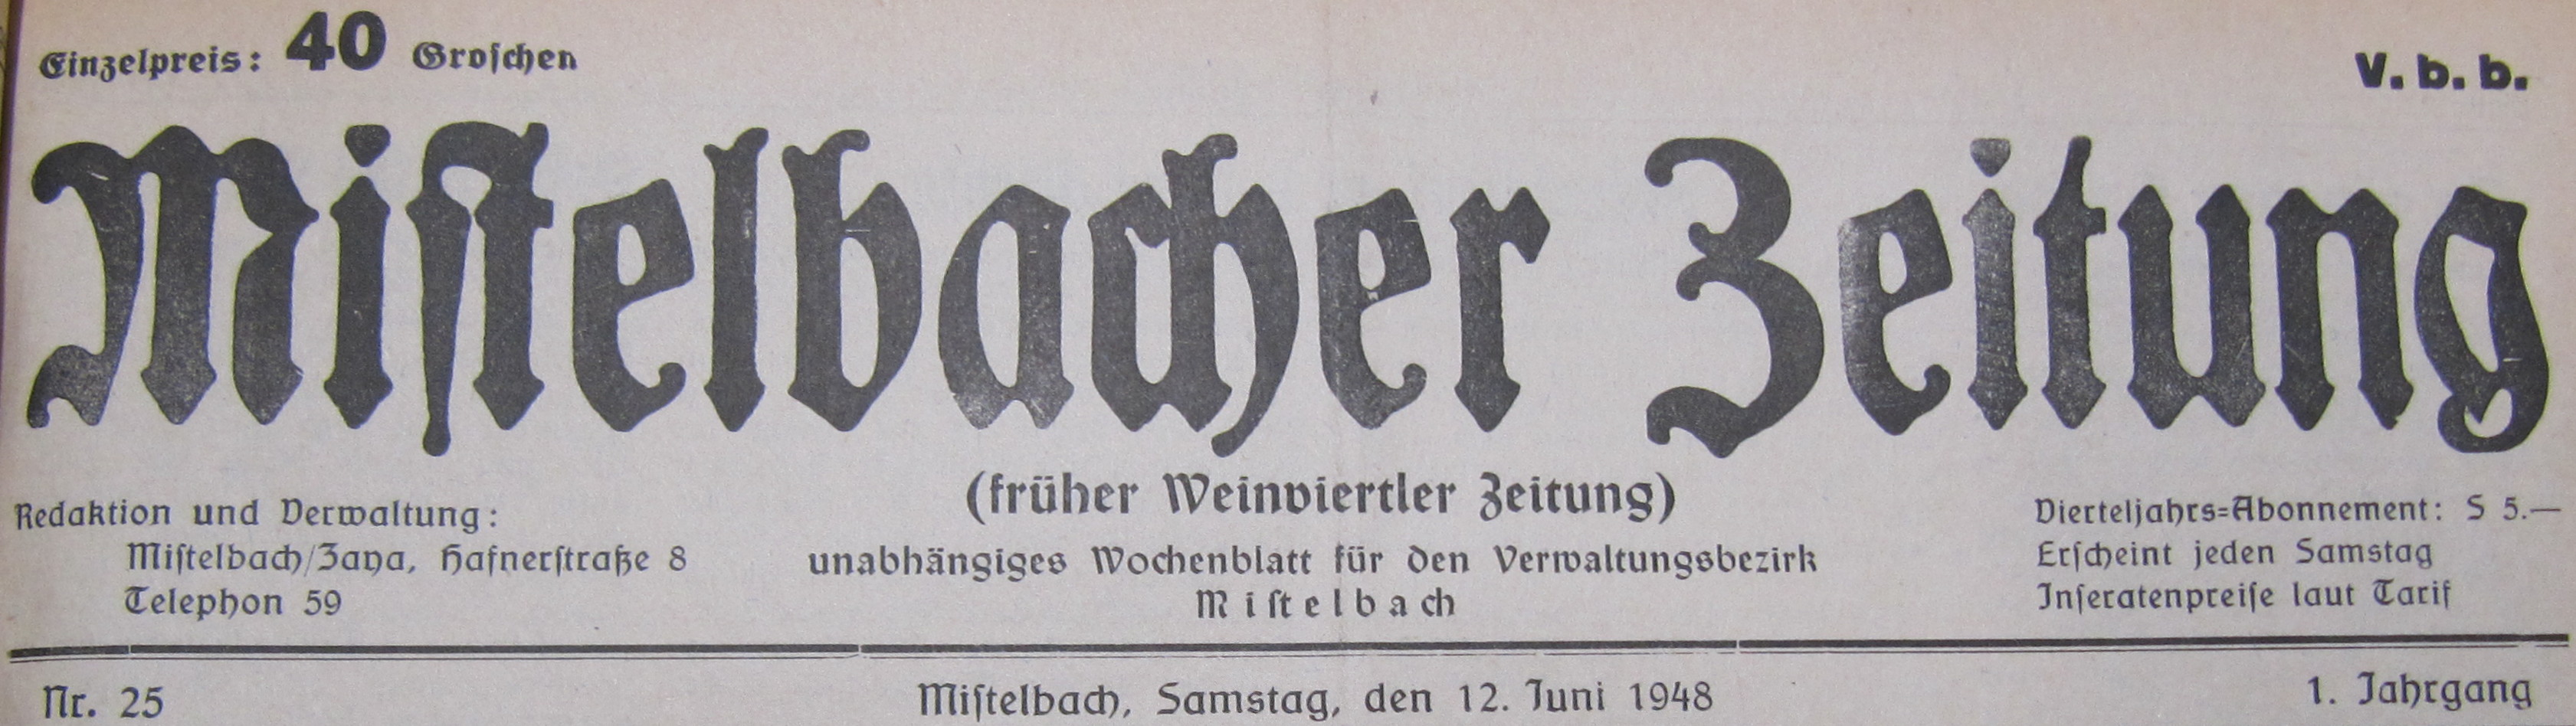 Einzelpreis: 40 Groschen
V. b. b.
Mistelbacher Zeitung
(früher Weinviertler Zeitung)
unabhängiges Wochenblatt für den Verwaltungsbezirk
Mistelbach
Redaktion und Verwaltung:
Mistelbach/Zaya, Hafnerstraße 8
Telephon 59
Vierteljahrs=Abonnement: S 5.—
Erscheint jeden Samstag
Inseratenpreise laut Tarif
Nr. 25
Mistelbach, Samstag, den 12. Juni 1948
1. Jahrgang